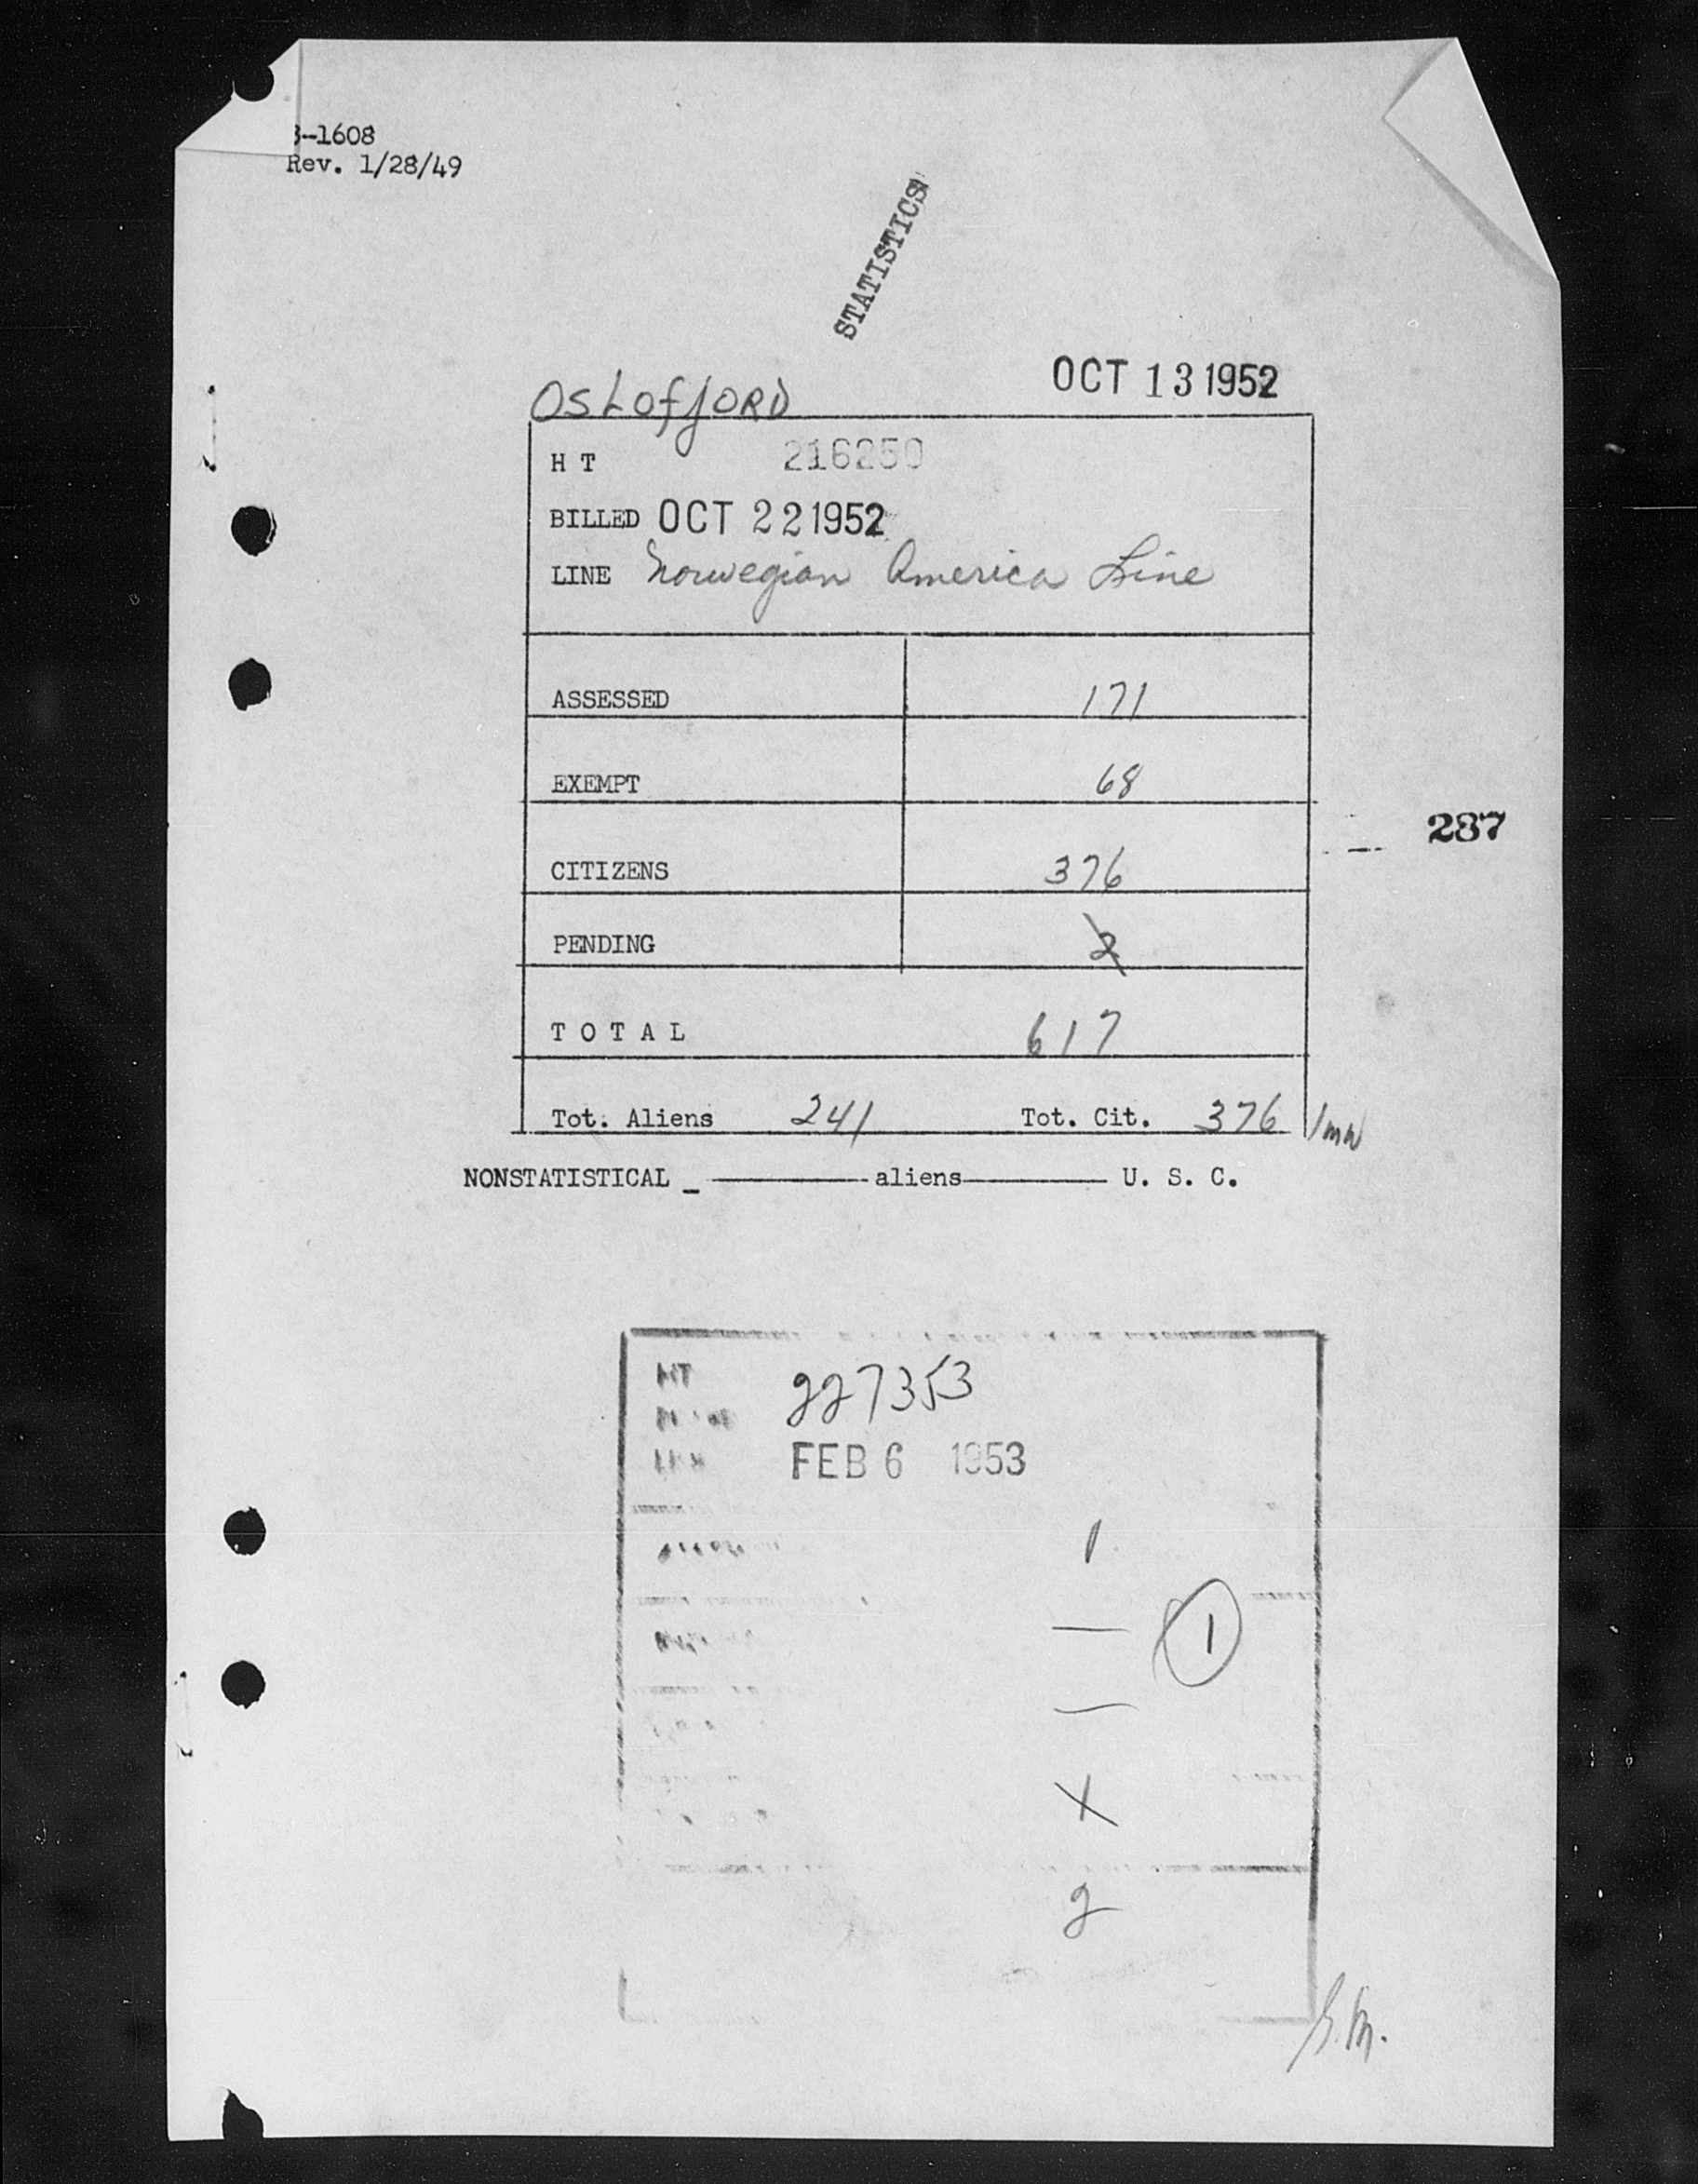 -1608
Rev. 1/28/49
STATISTICS
Oslofjord OCT 13 1952
H T 216250
BILLED OCT 22 1952
LINE Norwegian America Line
ASSESSED 171
EXEMPT 68
287
CITIZENS 376
PENDING 2
T O T A L 617
Tot. Aliens 241 Tot. Cit. 376 /mw
NONSTATISTICAL _ ———— aliens———— U. S. C.
HT 227353
FEB 6 1953
1
— 1
—
X
2